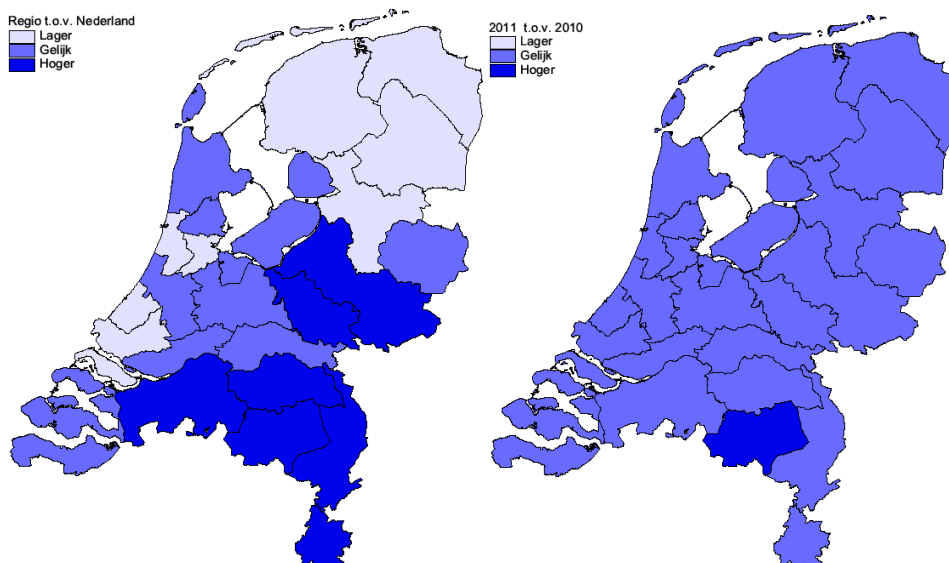 Regio t.o.v. Nederland
Lager
Gelijk
Hoger
2011 t.o.v. 2010
Lager
Gelijk
Hoger